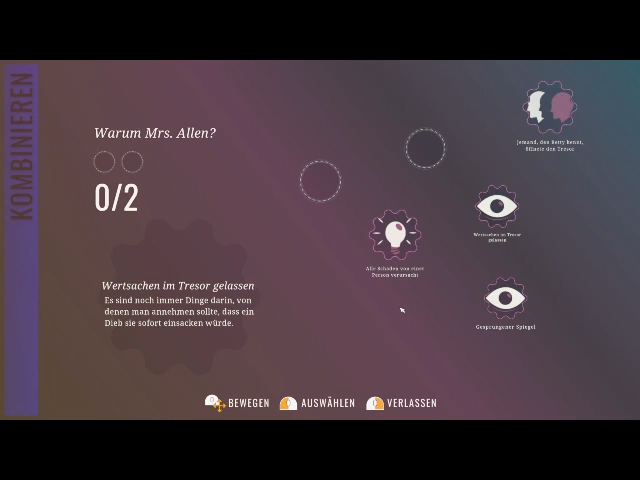 KOMBINIEREN
Warum Mrs. Allen?
0/2
Wertsachen im Tresor gelassen
Es sind noch immer Dinge darin, von
denen man annehmen sollte, dass ein
Dieb sie sofort einsacken würde.
Jemand, den Betty kennt,
öffnete den Tresor
Wertsachen im Tresor
gelassen
Alle Schäden von einer
Person verursacht
Gesprungener Spiegel
BEWEGEN
AUSWÄHLEN
VERLASSEN